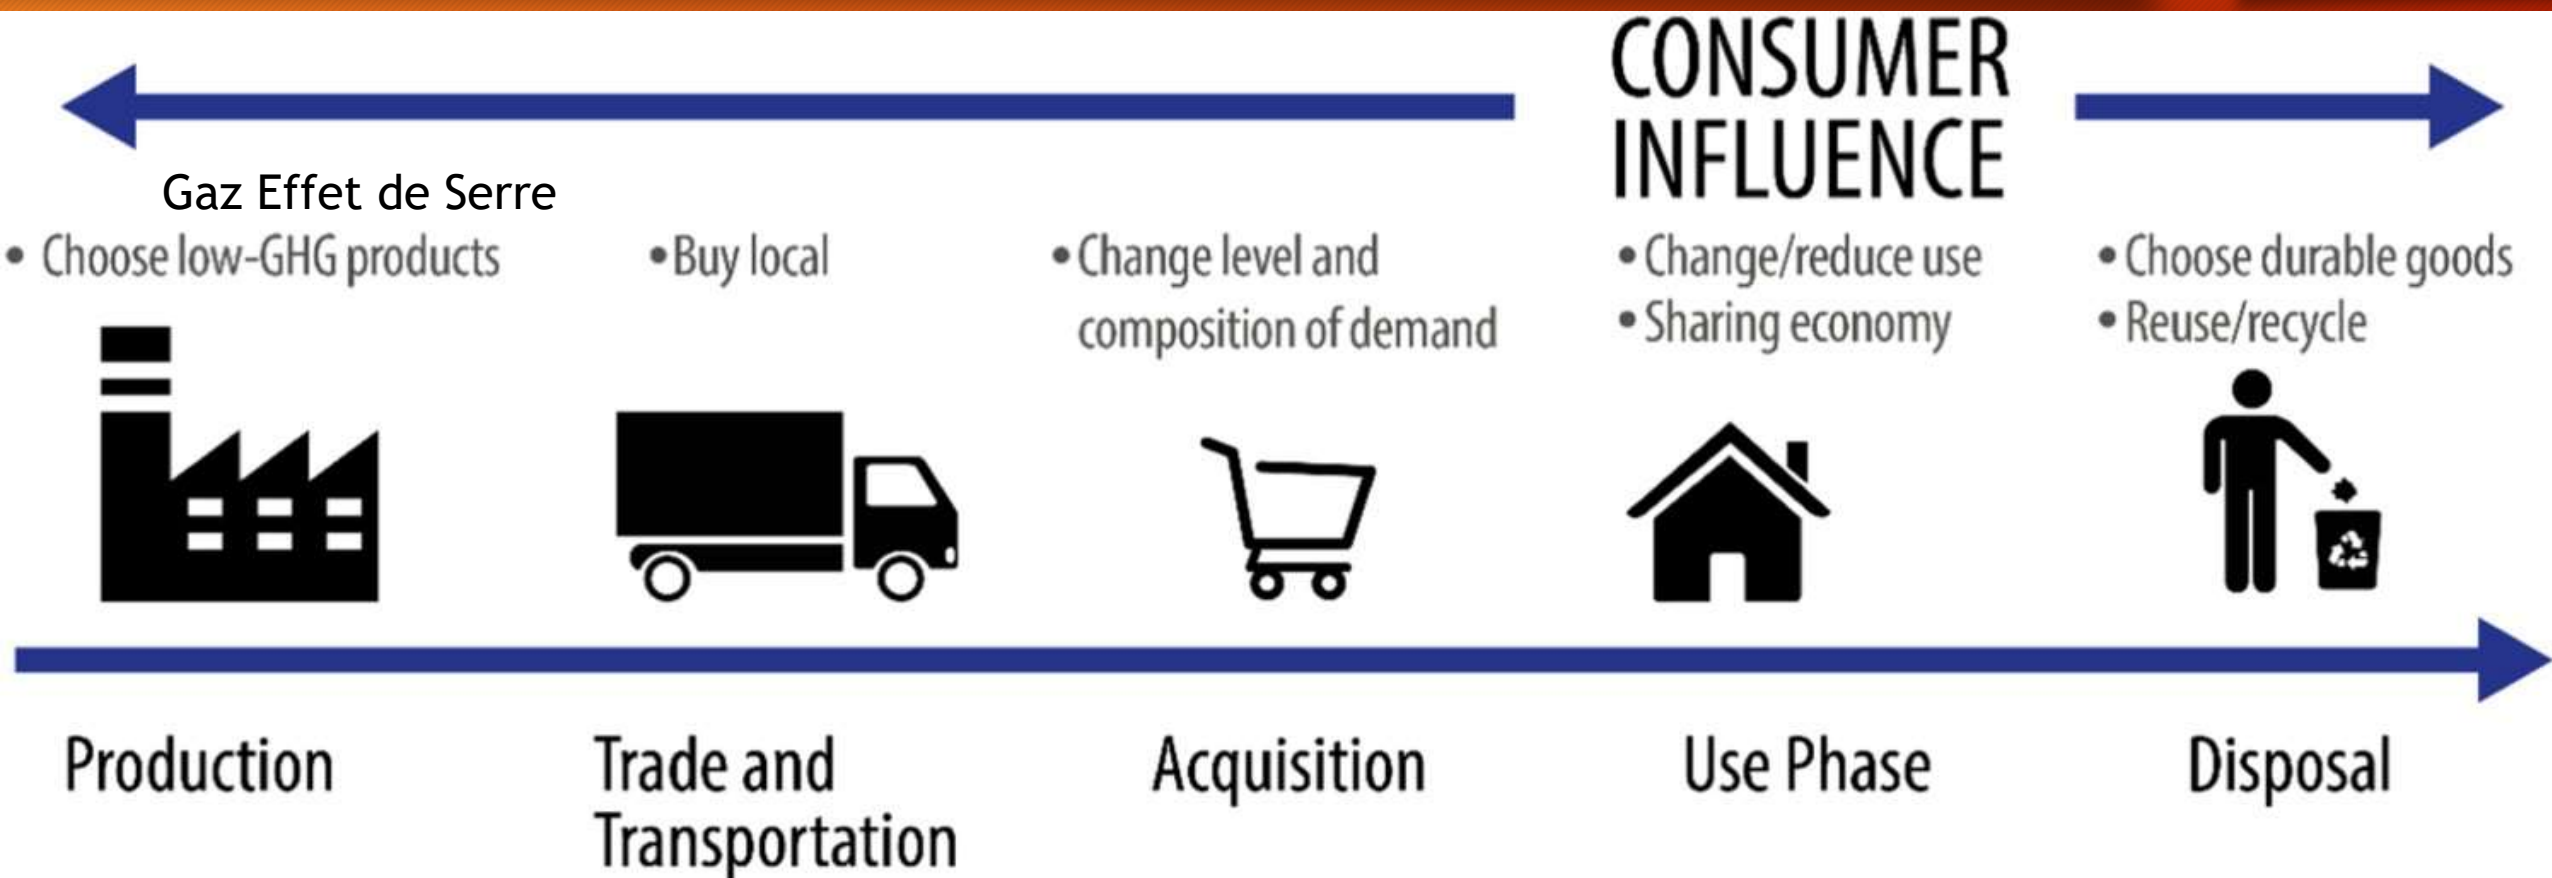 CONSUMER
INFLUENCE
Gaz Effet de Serre
• Choose low-GHG products
• Buy local
• Change level and
composition of demand
• Change/reduce use
• Sharing economy
• Choose durable goods
• Reuse/recycle
Production
Trade and
Transportation
Acquisition
Use Phase
Disposal